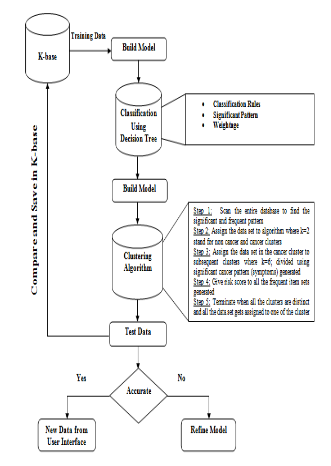 Training Data
K-base
Build Model
Classification
Using
Decision Tree
• Classification Rules
• Significant Pattern
• Weightage
Build Model
Compare and Save in K-base
Clustering
Algorithm
Step 1: Scan the entire database to find the
significant and frequent pattern
Step 2: Assign the data set to algorithm where k=2
stand for non cancer and cancer clusters
Step 3: Assign the data set in the cancer cluster to
subsequent clusters where k=6; divided using
significant cancer pattern (symptoms) generated
Step 4: Give risk score to all the frequent item sets
generated
Step 5: Terminate when all the clusters are distinct
and all the data set gets assigned to one of the cluster
Test Data
Yes
No
Accurate
New Data from
User Interface
Refine Model